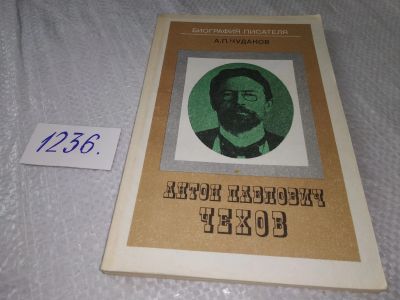 БИОГРАФИЯ ПИСАТЕЛЯ
А.П.ЧУДАКОВ
АНТОН ПАВЛОВИЧ
ЧЕХОВ
1236.